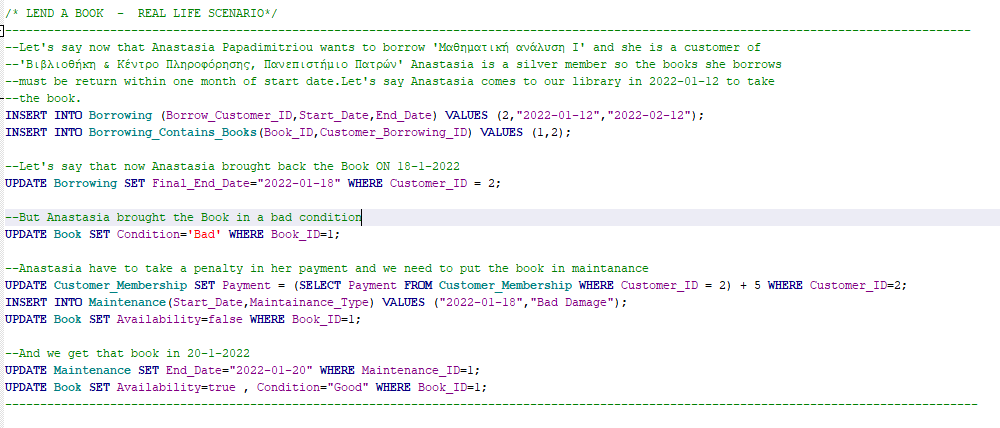 /* LEND A BOOK  -  REAL LIFE SCENARIO*/
------------------------------------------------------------------------------------------------------------------------------------------
--Let's say now that Anastasia Papadimitriou wants to borrow 'Μαθηματική ανάλυση Ι' and she is a customer of
--'Βιβλιοθήκη & Κέντρο Πληροφόρησης, Πανεπιστήμιο Πατρών' Anastasia is a silver member so the books she borrows
--must be return within one month of start date.Let's say Anastasia comes to our library in 2022-01-12 to take
--the book.
INSERT INTO Borrowing (Borrow_Customer_ID,Start_Date,End_Date) VALUES (2,"2022-01-12","2022-02-12");
INSERT INTO Borrowing_Contains_Books(Book_ID,Customer_Borrowing_ID) VALUES (1,2);
--Let's say that now Anastasia brought back the Book ON 18-1-2022
UPDATE Borrowing SET Final_End_Date="2022-01-18" WHERE Customer_ID = 2;
--But Anastasia brought the Book in a bad condition
UPDATE Book SET Condition='Bad' WHERE Book_ID=1;
--Anastasia have to take a penalty in her payment and we need to put the book in maintanance
UPDATE Customer_Membership SET Payment = (SELECT Payment FROM Customer_Membership WHERE Customer_ID = 2) + 5 WHERE Customer_ID=2;
INSERT INTO Maintenance(Start_Date,Maintainance_Type) VALUES ("2022-01-18","Bad Damage");
UPDATE Book SET Availability=false WHERE Book_ID=1;
--And we get that book in 20-1-2022
UPDATE Maintenance SET End_Date="2022-01-20" WHERE Maintenance_ID=1;
UPDATE Book SET Availability=true , Condition="Good" WHERE Book_ID=1;
-------------------------------------------------------------------------------------------------------------------------------------------